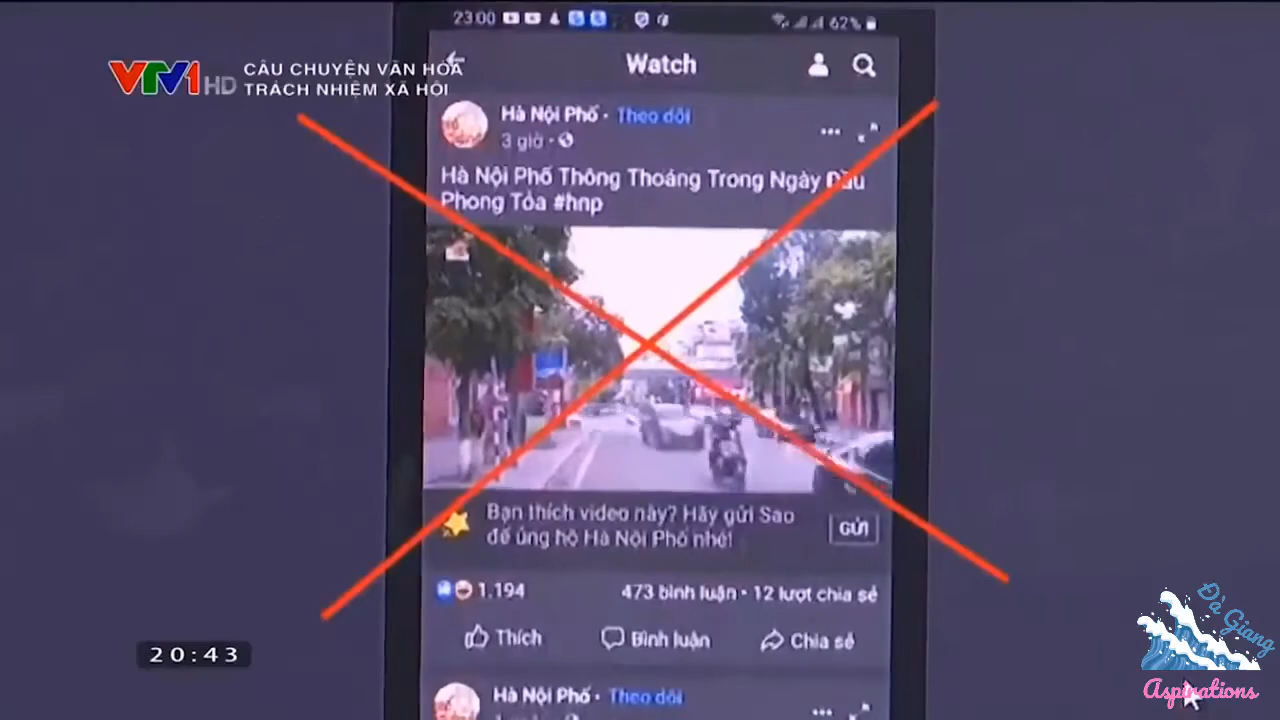 23:00
62%
VTV1 HD
CÂU CHUYỆN VĂN HÓA
TRÁCH NHIỆM XÃ HỘI
Watch
Hà Nội Phố · Theo dõi
3 giờ ·
Hà Nội Phố Thông Thoáng Trong Ngày Đầu
Phong Tỏa #hnp
Bạn thích video này? Hãy gửi Sao
để ủng hộ Hà Nội Phố nhé!
GỬI
1.194
473 bình luận • 12 lượt chia sẻ
Thích
Bình luận
Chia sẻ
Hà Nội Phố · Theo dõi
20:43
Dã Giang
Aspirations